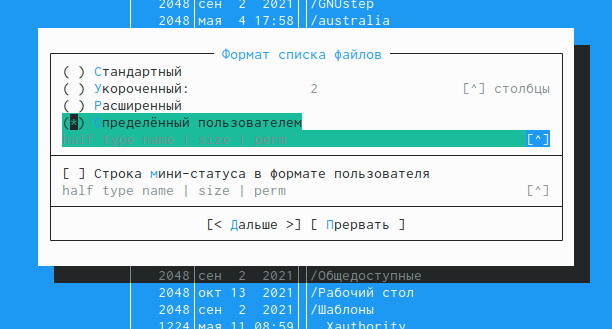 2048 сен 2 2021 /GNUstep
2048 мая 4 17:58 /australia
Формат списка файлов
( ) Стандартный
( ) Укороченный: 2 [^] столбцы
( ) Расширенный
(*) Определённый пользователем
half type name | size | perm [^]
[ ] Строка мини-статуса в формате пользователя
half type name | size | perm [^]
[< Дальше >] [ Прервать ]
2048 сен 2 2021 /Общедоступные
2048 окт 13 2021 /Рабочий стол
2048 сен 2 2021 /Шаблоны
1224 мая 11 08:59 Xauthority